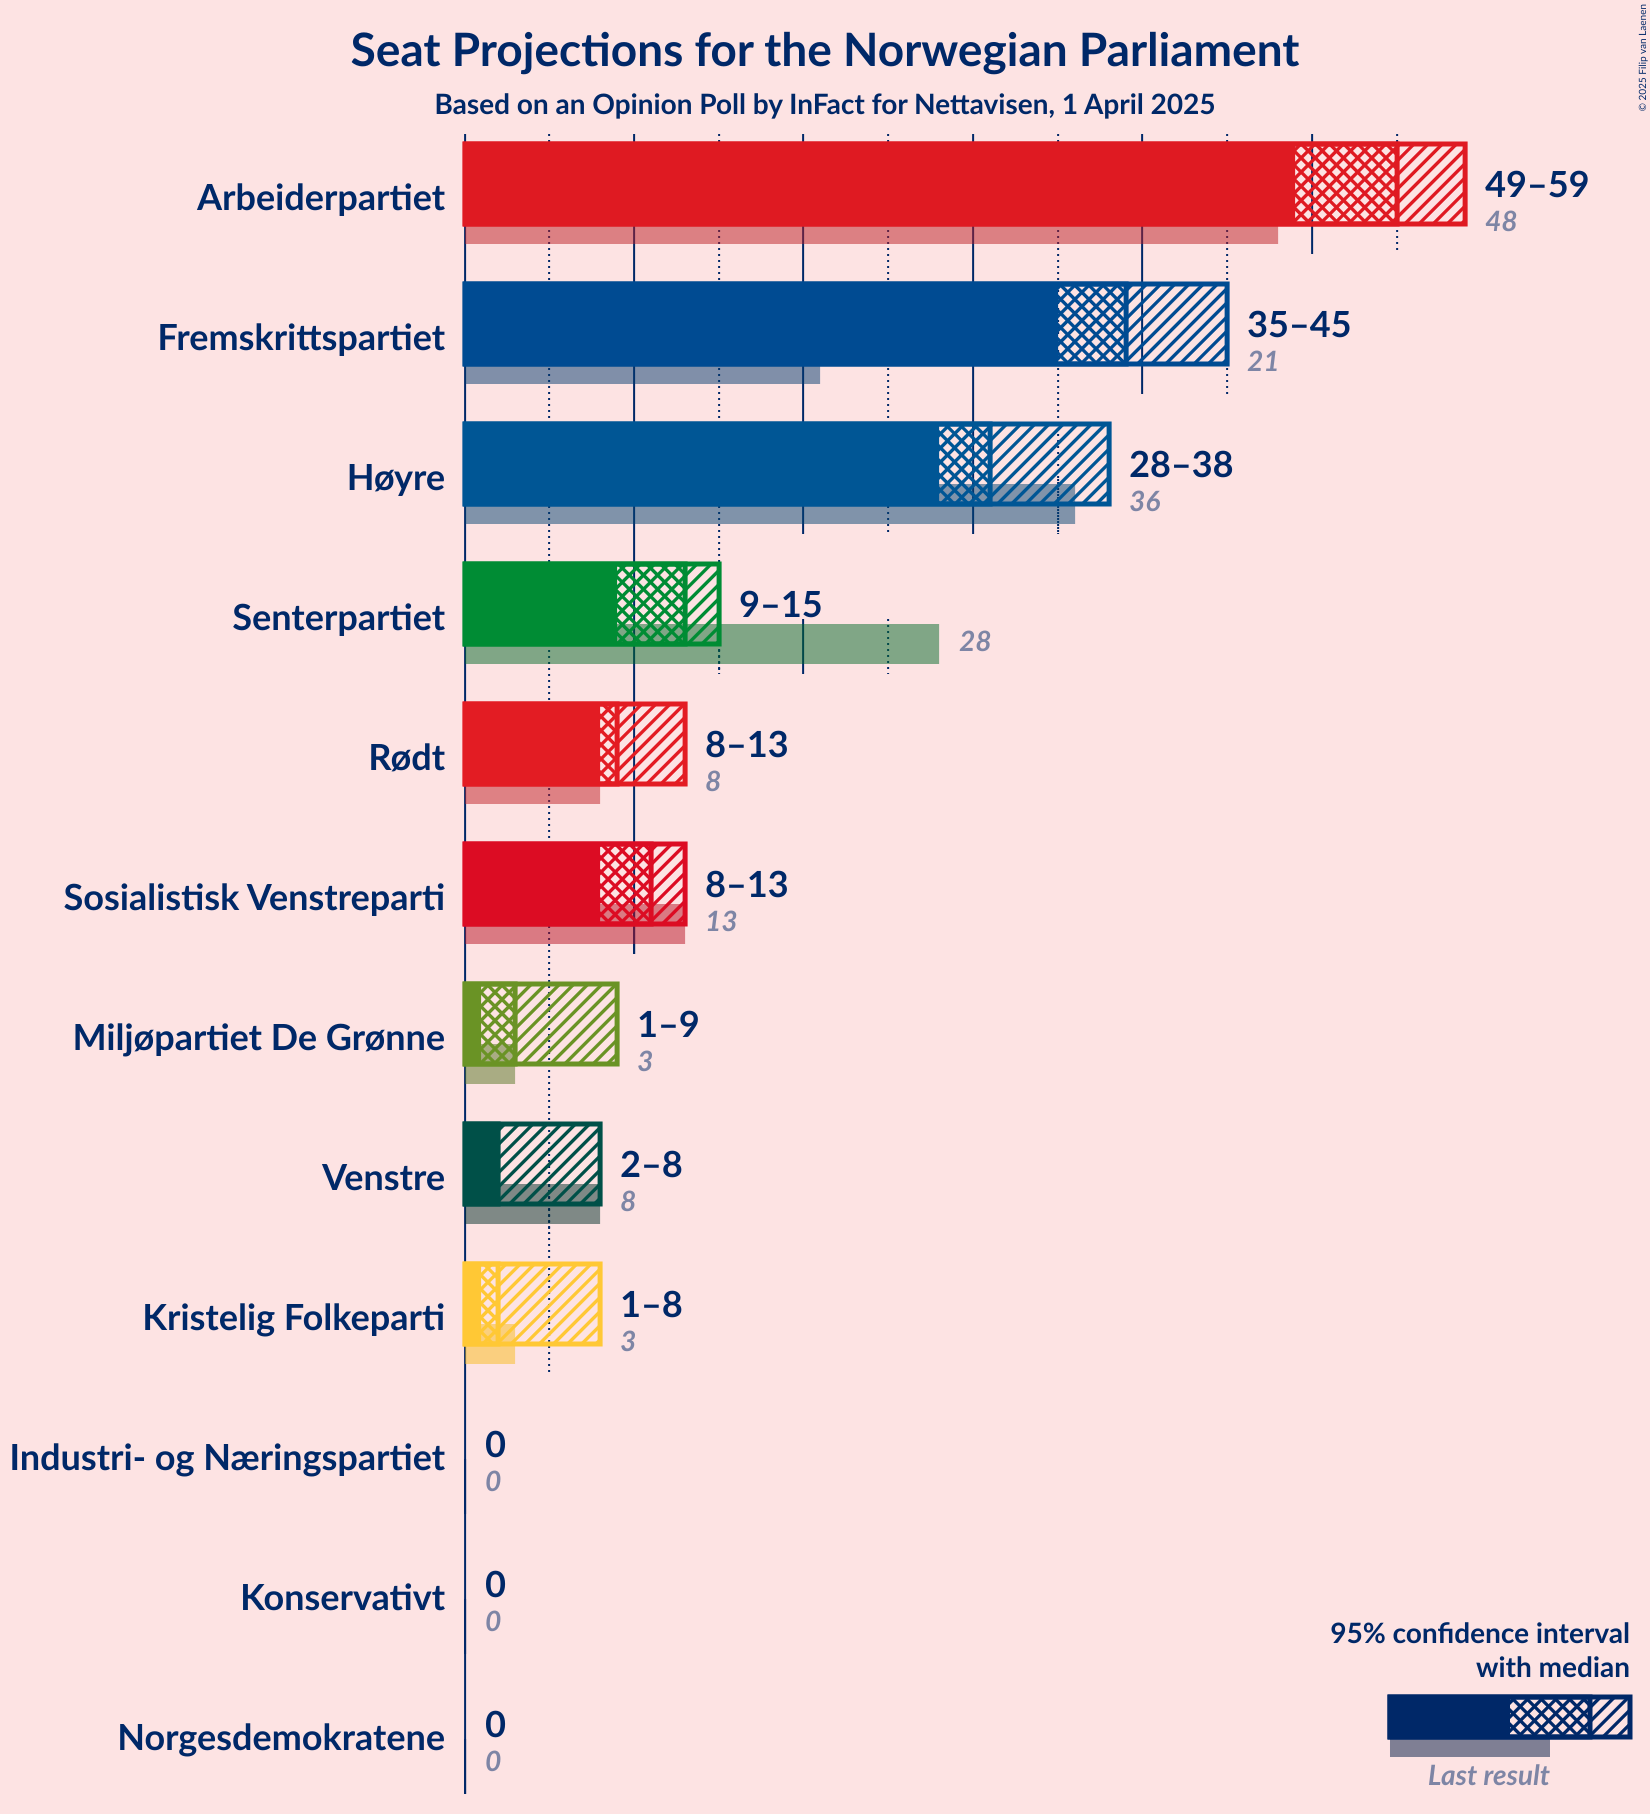 Seat Projections for the Norwegian Parliament
Based on an Opinion Poll by InFact for Nettavisen, 1 April 2025
© 2025 Filip van Laenen
Arbeiderpartiet
49–59
48
Fremskrittspartiet
35–45
21
Høyre
28–38
36
Senterpartiet
9–15
28
Rødt
8–13
8
Sosialistisk Venstreparti
8–13
13
Miljøpartiet De Grønne
1–9
3
Venstre
2–8
8
Kristelig Folkeparti
1–8
3
Industri- og Næringspartiet
0
0
Konservativt
0
0
Norgesdemokratene
0
0
95% confidence interval
with median
Last result